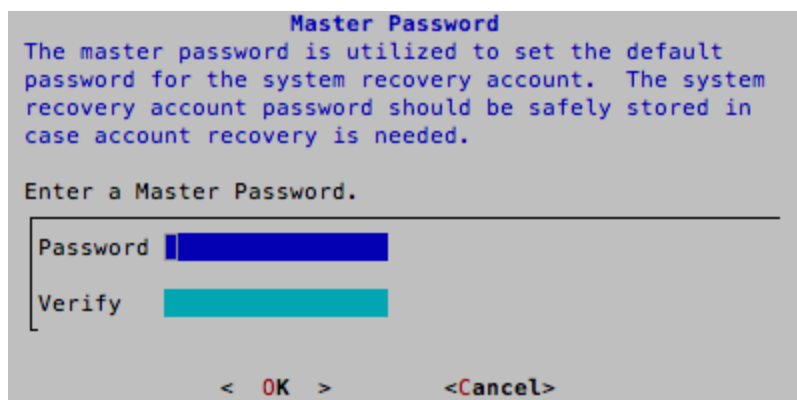 Master Password
The master password is utilized to set the default
password for the system recovery account.  The system
recovery account password should be safely stored in
case account recovery is needed.
Enter a Master Password.
Password
Verify
<  OK  >        <Cancel>